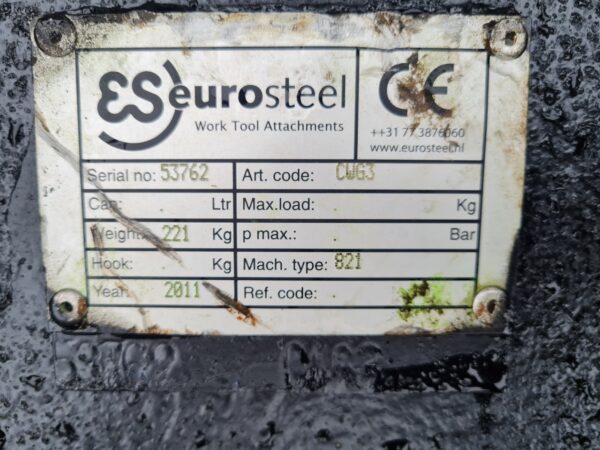 ES eurosteel
Work Tool Attachments
CE
++31 77 3876060
www.eurosteel.nl
Serial no: 53762 Art. code: CWG3
Cap.: . Ltr Max.load: . Kg
Weight: 221 Kg p max.: . Bar
Hook: . Kg Mach. type: 821
Year: 2011 Ref. code: .